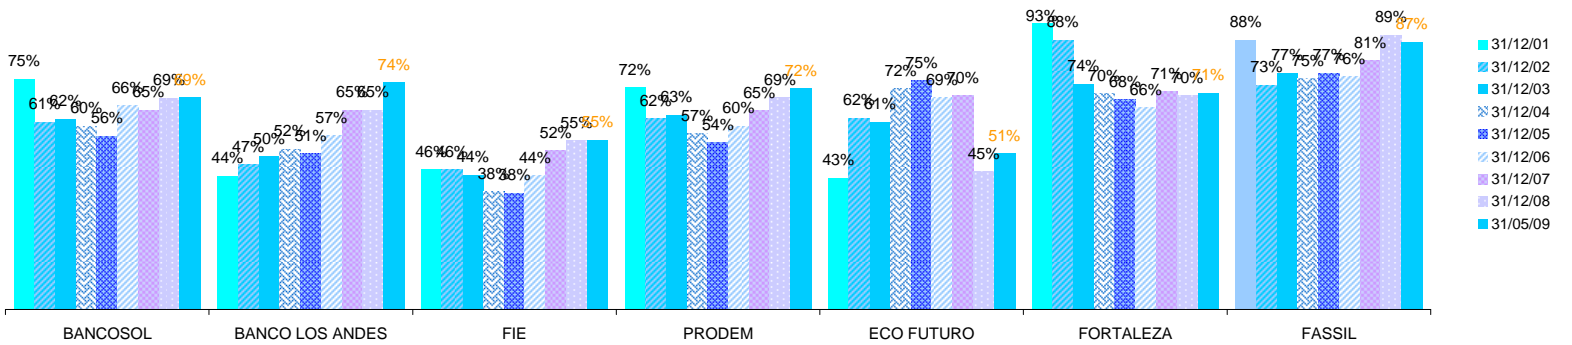 75% 61% 62% 60% 56% 66% 65% 69% 69%
44% 47% 50% 52% 51% 57% 65% 65% 74%
46% 46% 44% 38% 38% 44% 52% 55% 55%
72% 62% 63% 57% 54% 60% 65% 69% 72%
43% 62% 61% 72% 75% 69% 70% 45% 51%
93% 88% 74% 70% 68% 66% 71% 70% 71%
88% 73% 77% 75% 77% 76% 81% 89% 87%
BANCOSOL BANCO LOS ANDES FIE PRODEM ECO FUTURO FORTALEZA FASSIL
31/12/01
31/12/02
31/12/03
31/12/04
31/12/05
31/12/06
31/12/07
31/12/08
31/05/09